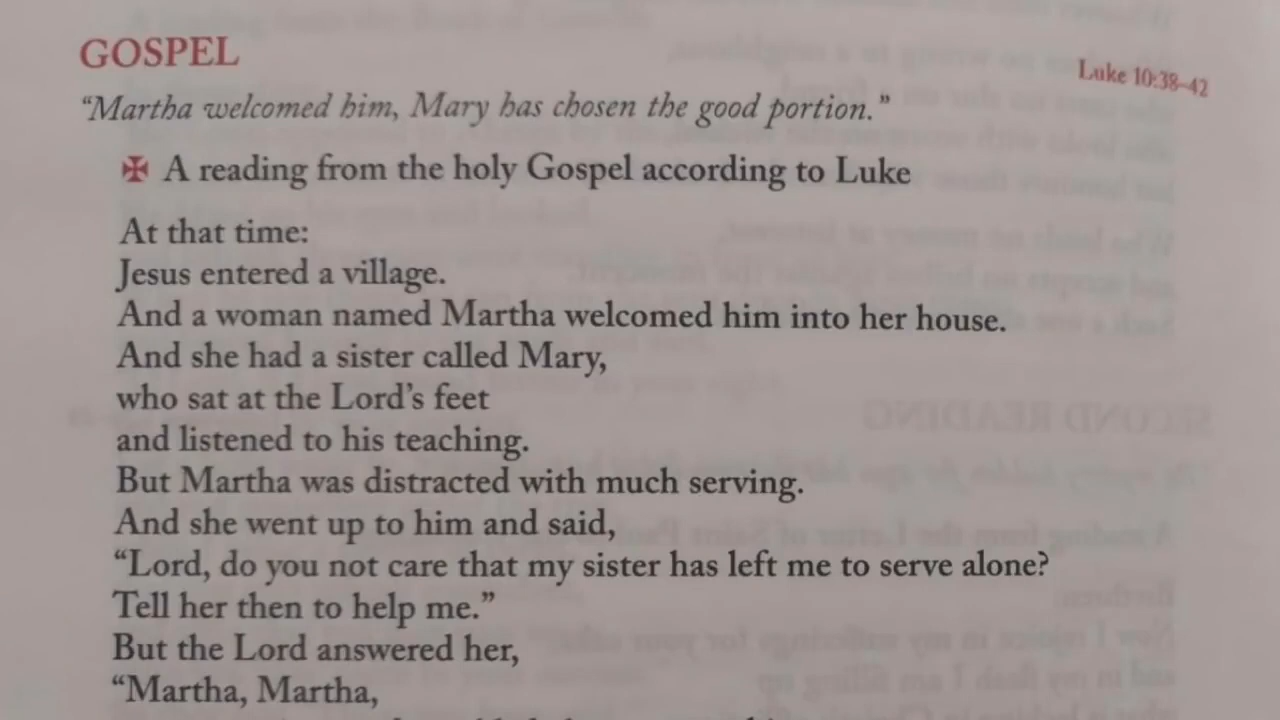 GOSPEL
Luke 10:38–42
“Martha welcomed him, Mary has chosen the good portion.”
✠ A reading from the holy Gospel according to Luke
At that time:
Jesus entered a village.
And a woman named Martha welcomed him into her house.
And she had a sister called Mary,
who sat at the Lord’s feet
and listened to his teaching.
But Martha was distracted with much serving.
And she went up to him and said,
“Lord, do you not care that my sister has left me to serve alone?
Tell her then to help me.”
But the Lord answered her,
“Martha, Martha,